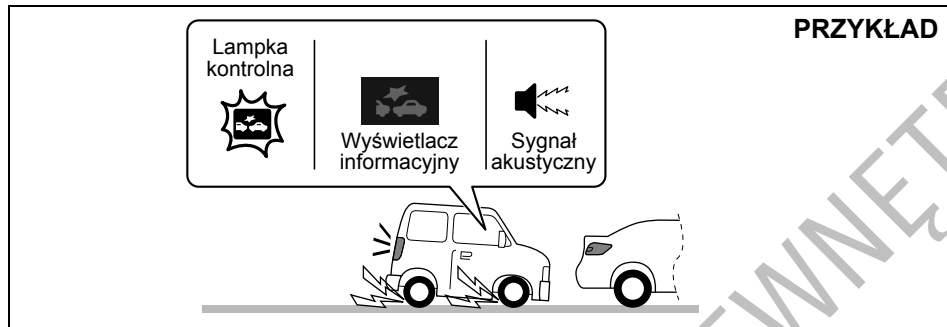 PRZYKŁAD
Lampka
kontrolna
Wyświetlacz
informacyjny
Sygnał
akustyczny